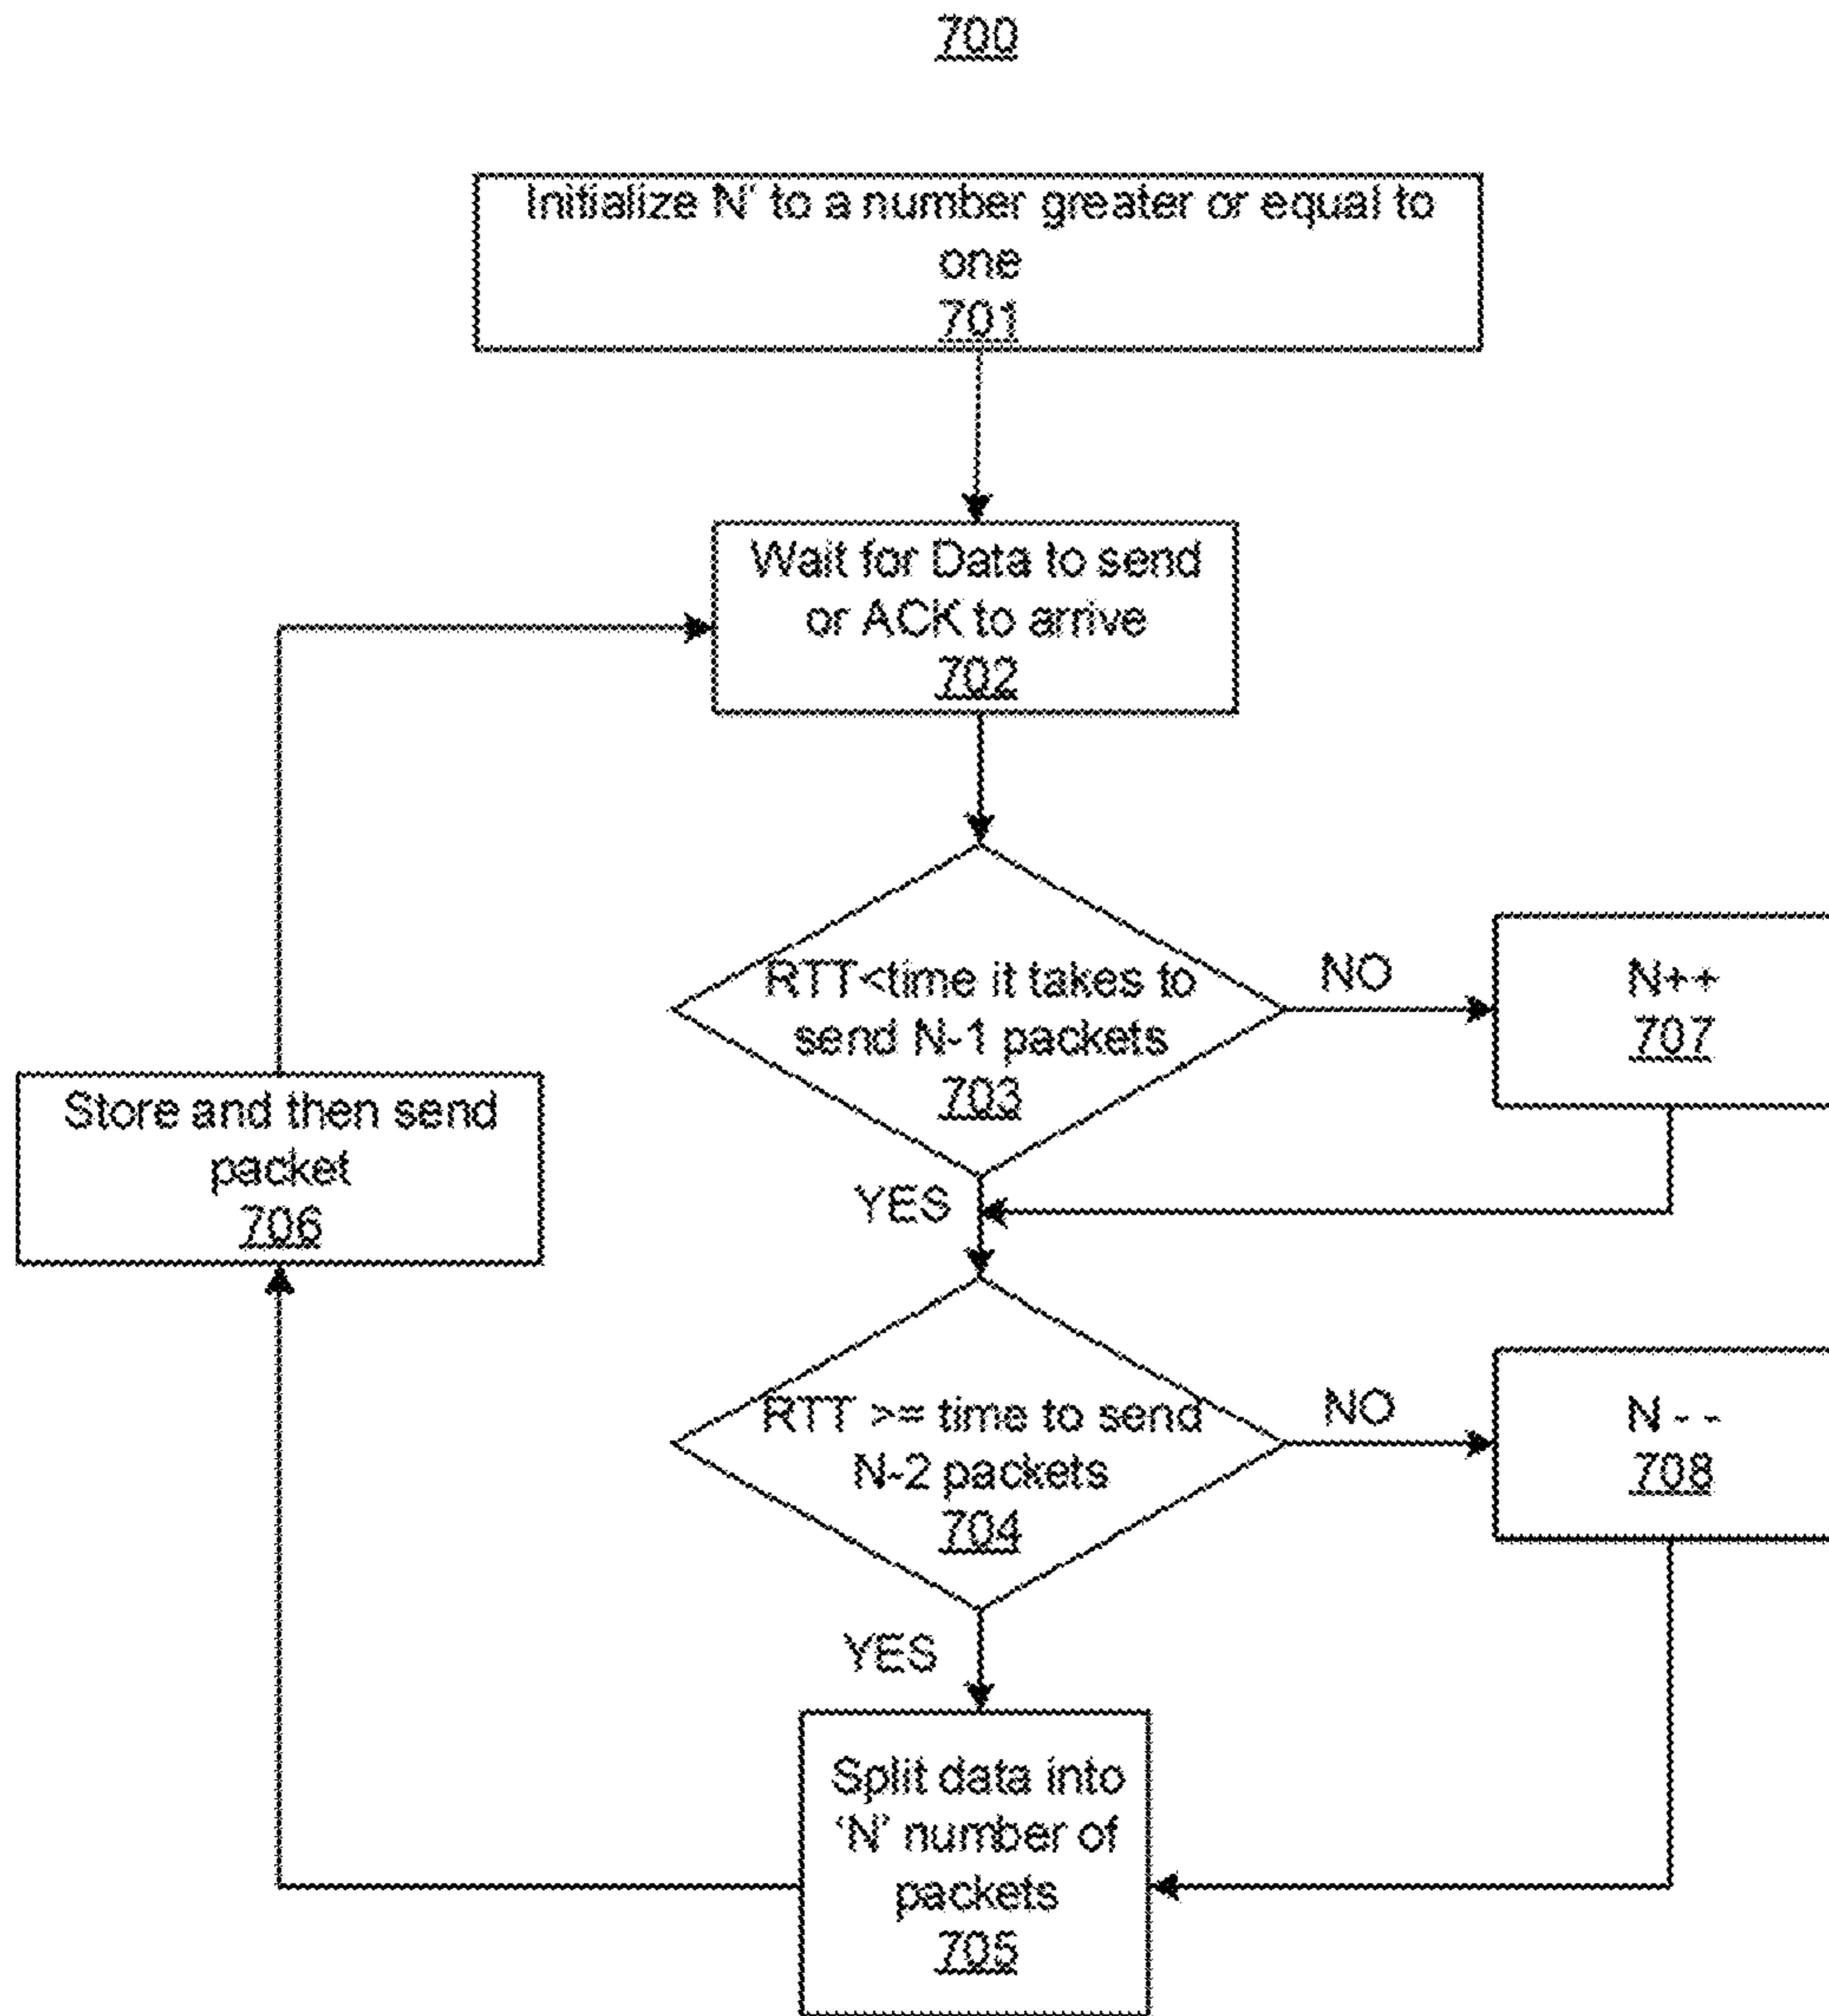 700
Initialize N' to a number greater or equal to
one
701
Wait for Data to send
or ACK to arrive
702
RTT<time it takes to
send N-1 packets
703
NO
N++
707
YES
Store and then send
packet
706
RTT >= time to send
N-2 packets
704
NO
N - -
708
YES
Split data into
‘N’ number of
packets
705